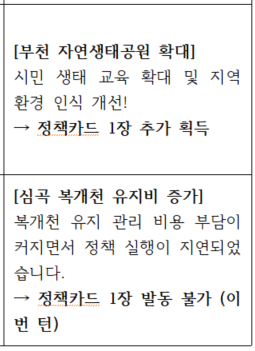 [부천 자연생태공원 확대]
시민 생태 교육 확대 및 지역
환경 인식 개선!
→ 정책카드 1장 추가 획득
[심곡 복개천 유지비 증가]
복개천 유지 관리 비용 부담이
커지면서 정책 실행이 지연되었
습니다.
→ 정책카드 1장 발동 불가 (이
번 턴)